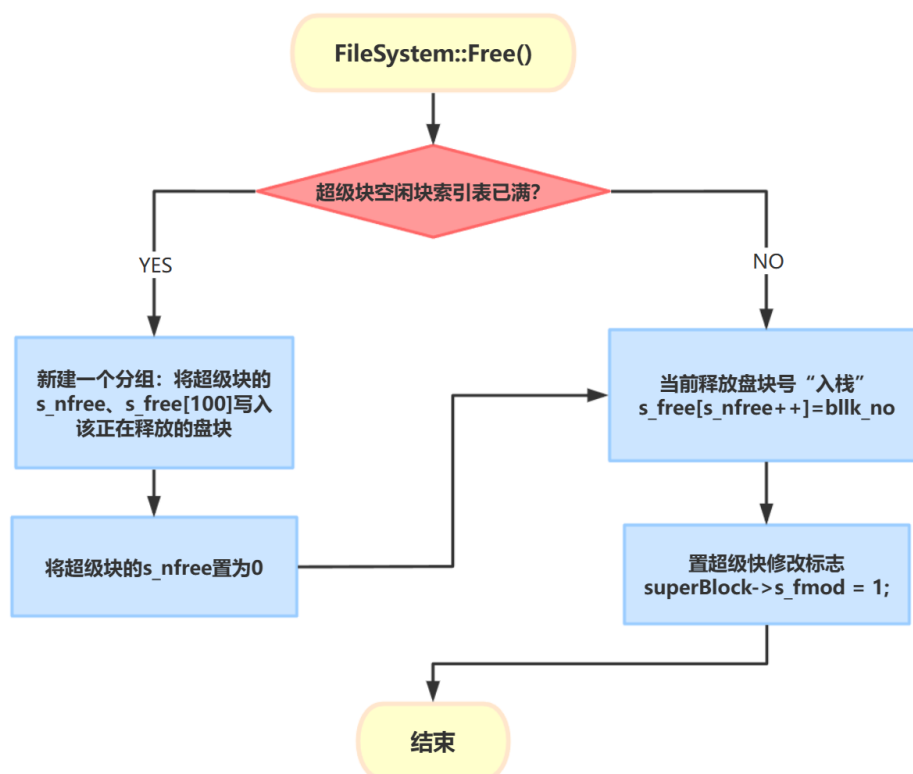 FileSystem::Free()
超级块空闲块索引表已满?
YES
NO
新建一个分组：将超级块的
s_nfree、s_free[100]写入
该正在释放的盘块
当前释放盘块号“入栈”
s_free[s_nfree++]=bllk_no
将超级块的s_nfree置为0
置超级快修改标志
superBlock->s_fmod = 1;
结束